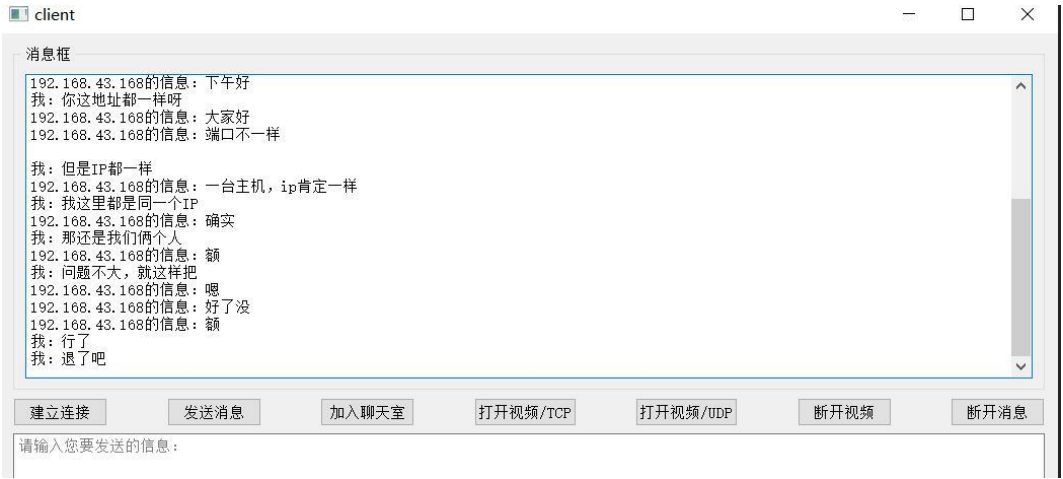 client
消息框
192.168.43.168的信息：下午好
我：你这地址都一样呀
192.168.43.168的信息：大家好
192.168.43.168的信息：端口不一样
我：但是IP都一样
192.168.43.168的信息：一台主机，ip肯定一样
我：我这里都是同一个IP
192.168.43.168的信息：确实
我：那还是我们俩个人
192.168.43.168的信息：额
我：问题不大，就这样把
192.168.43.168的信息：嗯
192.168.43.168的信息：好了没
192.168.43.168的信息：额
我：行了
我：退了吧
建立连接 发送消息 加入聊天室 打开视频/TCP 打开视频/UDP 断开视频 断开消息
请输入您要发送的信息：